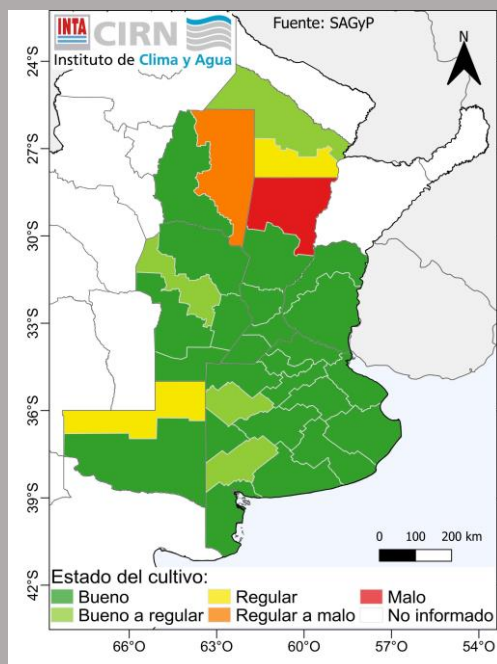 INTA CIRN
Instituto de Clima y Agua
Fuente: SAGyP
N
24°S
27°S
30°S
33°S
36°S
39°S
42°S
0 100 200 km
Estado del cultivo:
Bueno Regular Malo
Bueno a regular Regular a malo No informado
66°O 63°O 60°O 57°O 54°O